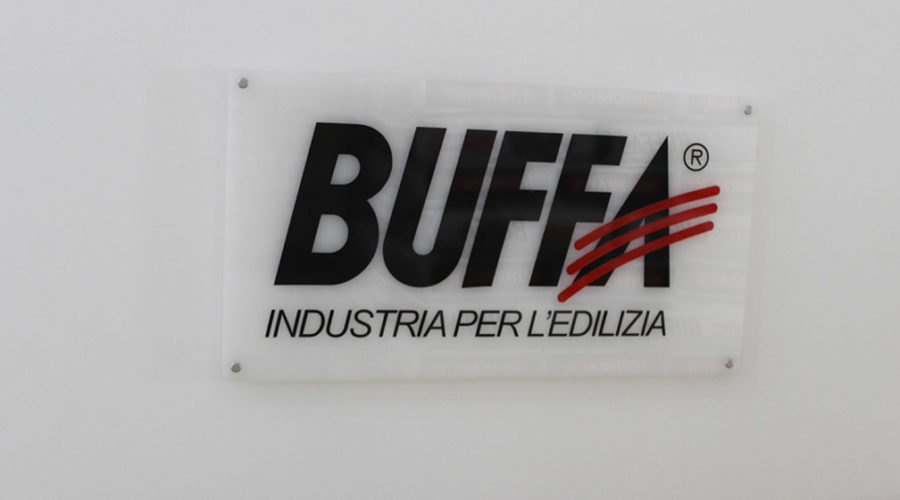 BUFFA®
INDUSTRIA PER L'EDILIZIA